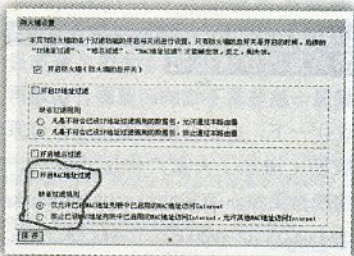 防火墙设置
本页对防火墙的各个过滤功能的开启与关闭进行设置。只有防火墙的总开关是开启的时候，后续的
“IP地址过滤”、“域名过滤”、“MAC地址过滤”才能够生效，反之，则失效。
开启防火墙（防火墙的总开关）
开启IP地址过滤
缺省过滤规则
凡是不符合已设IP地址过滤规则的数据包，允许通过本路由器
凡是不符合已设IP地址过滤规则的数据包，禁止通过本路由器
开启域名过滤
开启MAC地址过滤
缺省过滤规则
仅允许已设MAC地址列表中已启用的MAC地址访问Internet
禁止已设MAC地址列表中已启用的MAC地址访问Internet，允许其他MAC地址访问Internet
保存